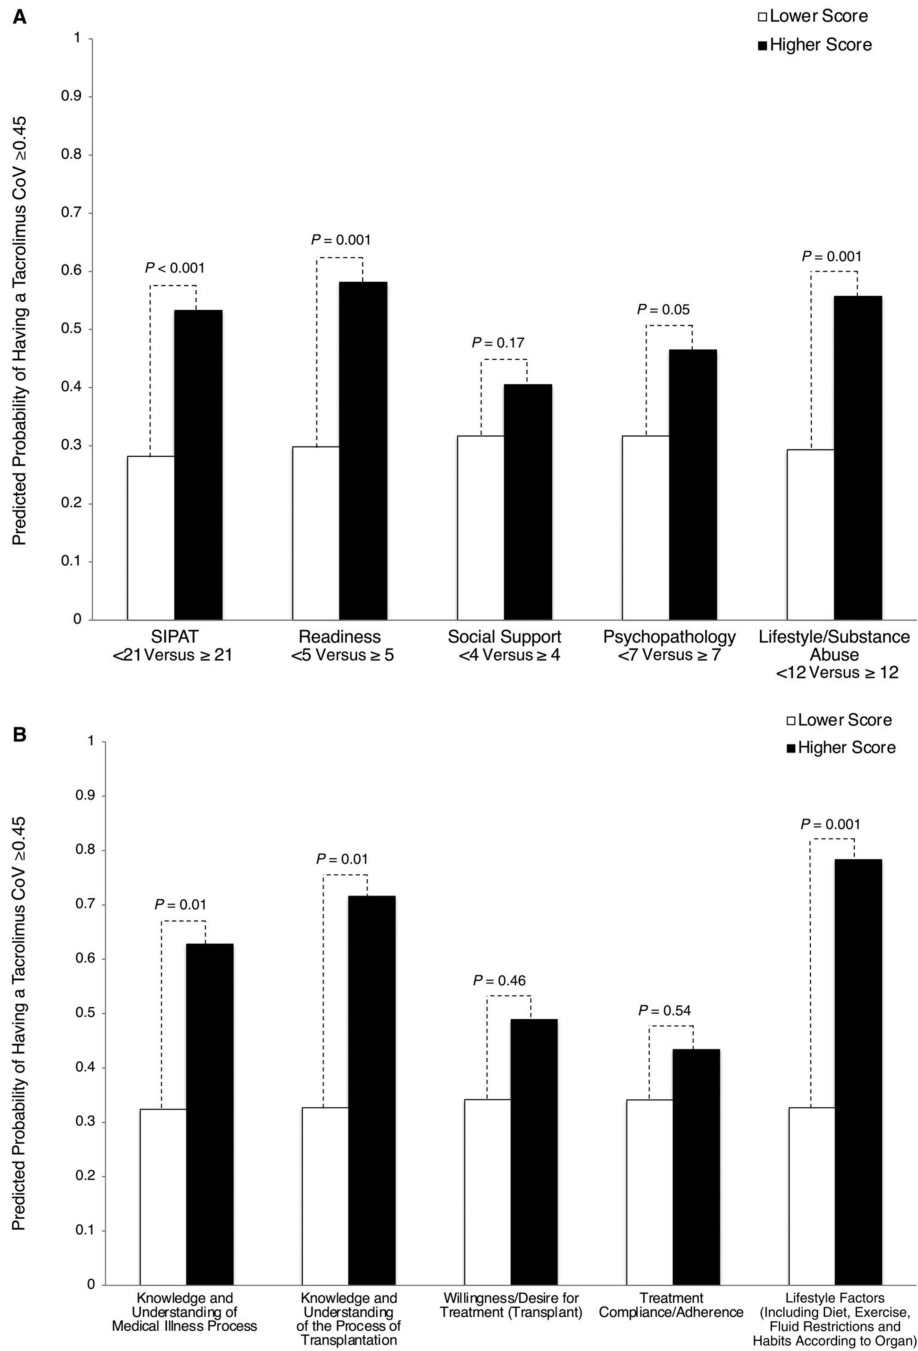 A
Lower Score
Higher Score
Predicted Probability of Having a Tacrolimus CoV ≥0.45
1
0.9
0.8
0.7
0.6
0.5
0.4
0.3
0.2
0.1
0
P < 0.001
P = 0.001
P = 0.17
P = 0.05
P = 0.001
SIPAT
<21 Versus ≥ 21
Readiness
<5 Versus ≥ 5
Social Support
<4 Versus ≥ 4
Psychopathology
<7 Versus ≥ 7
Lifestyle/Substance
Abuse
<12 Versus ≥ 12
B
Lower Score
Higher Score
Predicted Probability of Having a Tacrolimus CoV ≥0.45
1
0.9
0.8
0.7
0.6
0.5
0.4
0.3
0.2
0.1
0
P = 0.01
P = 0.01
P = 0.46
P = 0.54
P = 0.001
Knowledge and
Understanding of
Medical Illness Process
Knowledge and
Understanding
of the Process of
Transplantation
Willingness/Desire for
Treatment (Transplant)
Treatment
Compliance/Adherence
Lifestyle Factors
(Including Diet, Exercise,
Fluid Restrictions and
Habits According to Organ)